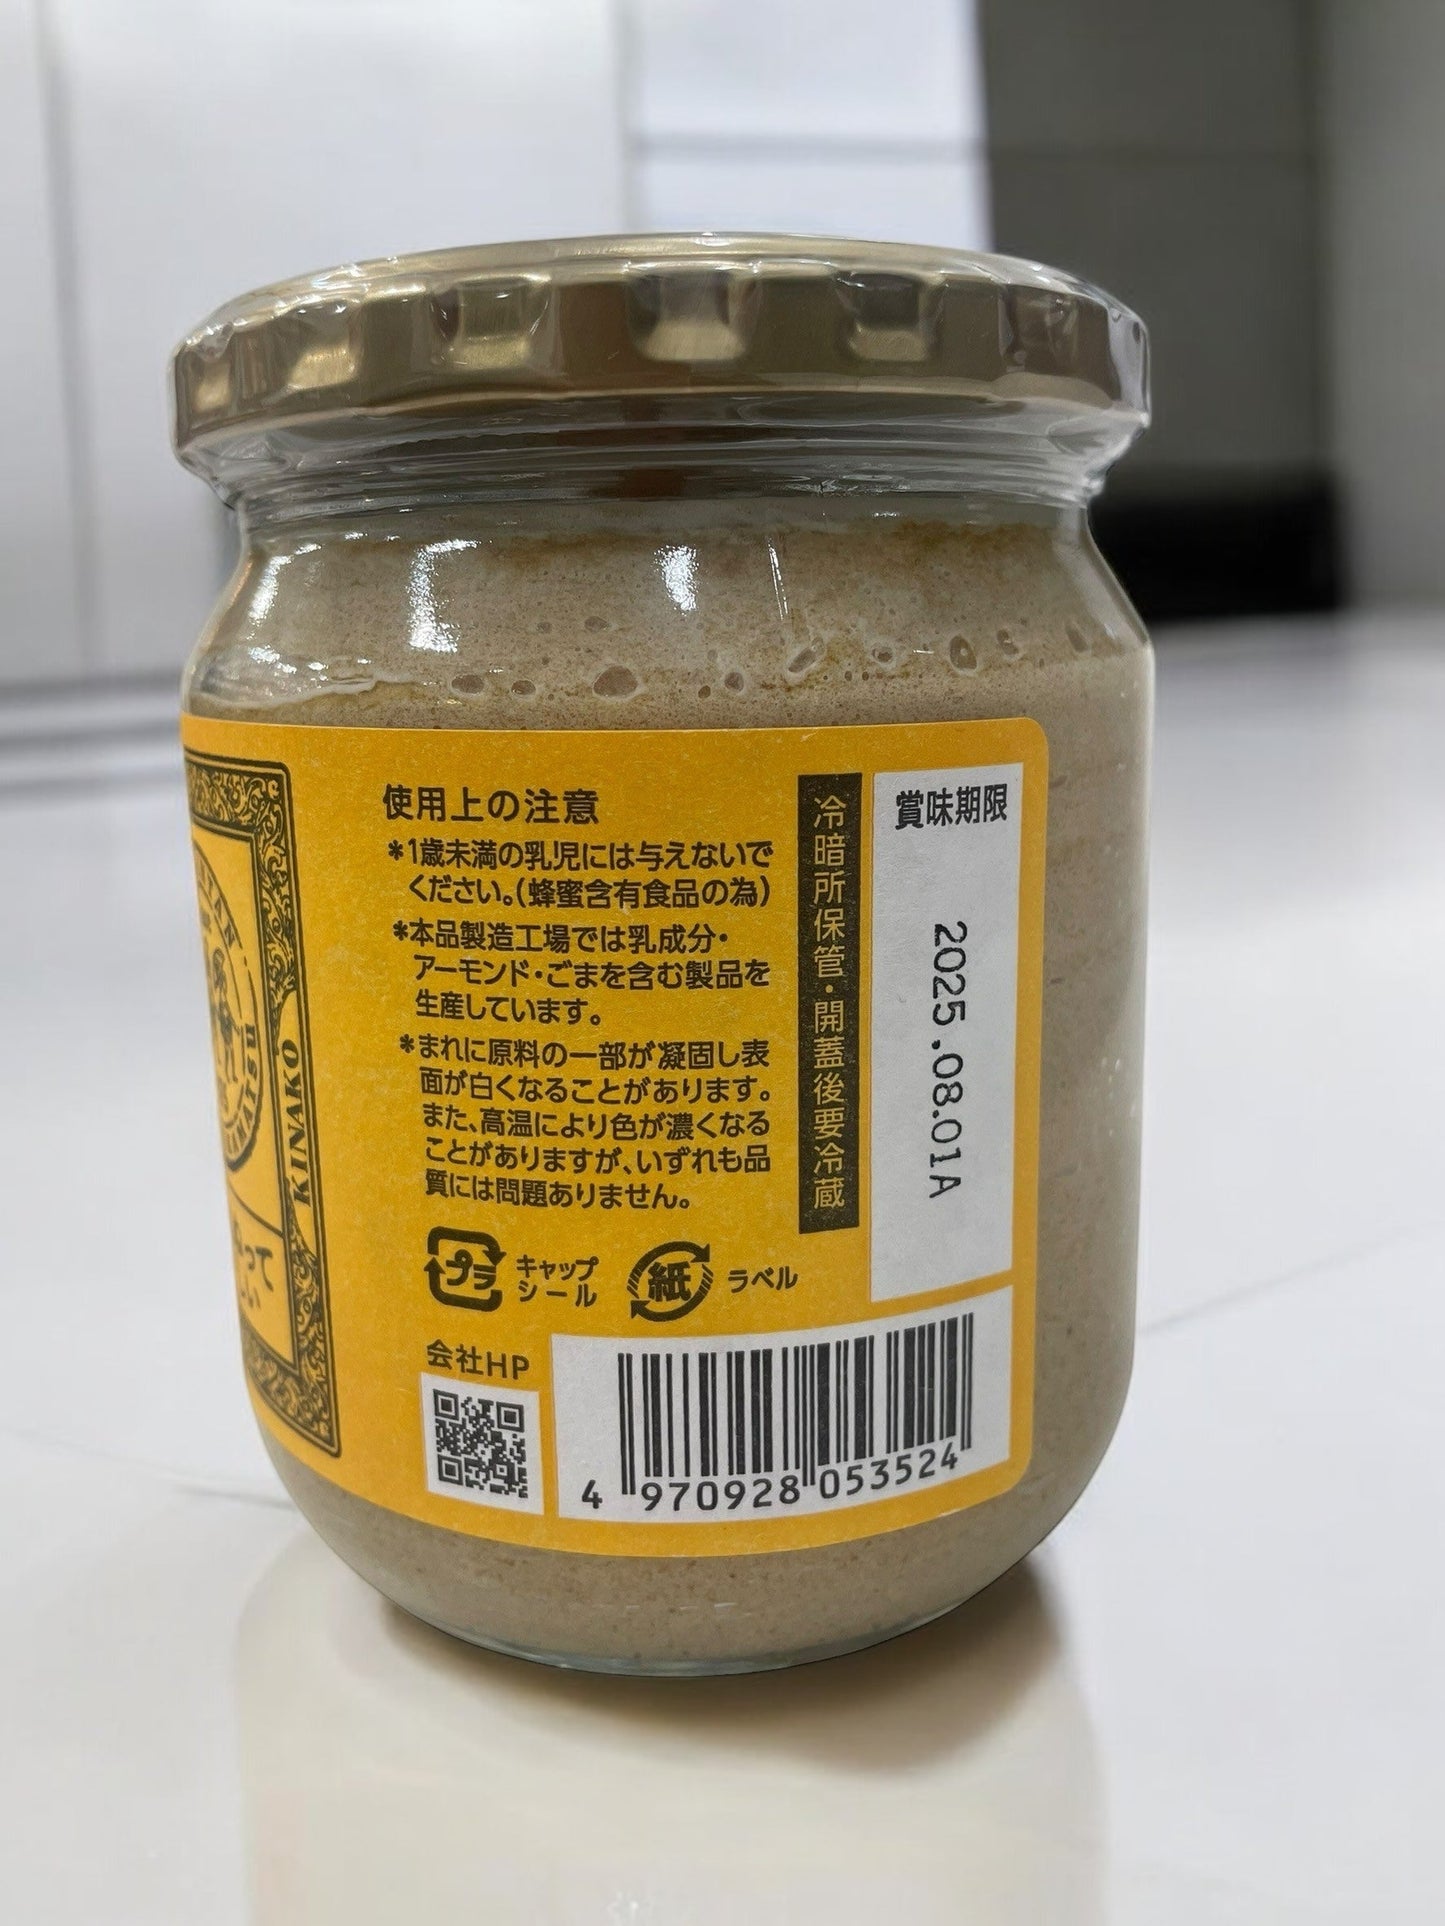 KINAKO
使用上の注意
*1歳未満の乳児には与えないで
ください。(蜂蜜含有食品の為)
*本品製造工場では乳成分・
アーモンド・ごまを含む製品を
生産しています。
*まれに原料の一部が凝固し表
面が白くなることがあります。
また、高温により色が濃くなる
ことがありますが、いずれも品
質には問題ありません。
プラ
キャップ
シール
紙
ラベル
会社HP
冷暗所保管・開蓋後要冷蔵
賞味期限
2025.08.01A
4 970928 053524